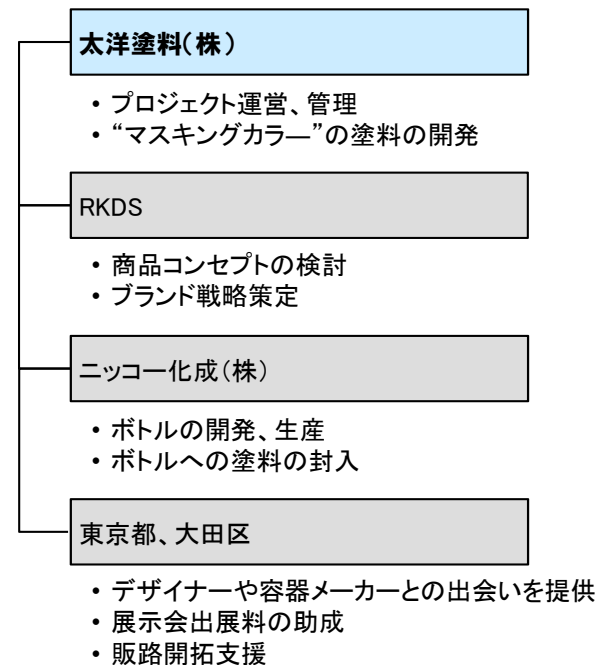 太洋塗料(株)
• プロジェクト運営、管理
• “マスキングカラ―”の塗料の開発
RKDS
• 商品コンセプトの検討
• ブランド戦略策定
ニッコー化成(株)
• ボトルの開発、生産
• ボトルへの塗料の封入
東京都、大田区
• デザイナーや容器メーカーとの出会いを提供
• 展示会出展料の助成
• 販路開拓支援